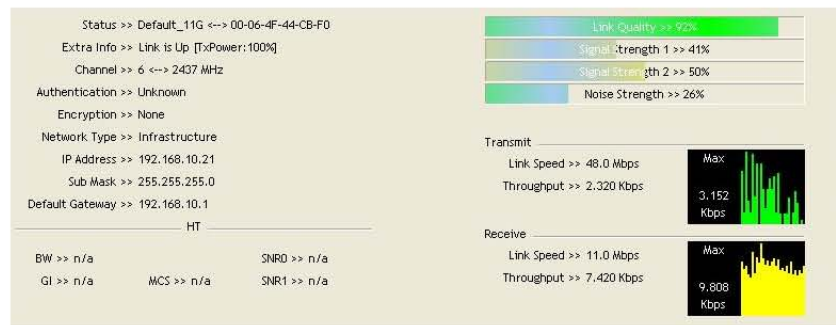 Status >> Default_11G <--> 00-06-4F-44-CB-F0
Extra Info >> Link is Up [TxPower:100%]
Channel >> 6 <--> 2437 MHz
Authentication >> Unknown
Encryption >> None
Network Type >> Infrastructure
IP Address >> 192.168.10.21
Sub Mask >> 255.255.255.0
Default Gateway >> 192.168.10.1
HT
BW >> n/a
SNR0 >> n/a
GI >> n/a
MCS >> n/a
SNR1 >> n/a
Link Quality >> 92%
Signal Strength 1 >> 41%
Signal Strength 2 >> 50%
Noise Strength >> 26%
Transmit
Link Speed >> 48.0 Mbps
Throughput >> 2.320 Kbps
Max
3.152
Kbps
Receive
Link Speed >> 11.0 Mbps
Throughput >> 7.420 Kbps
Max
9.808
Kbps